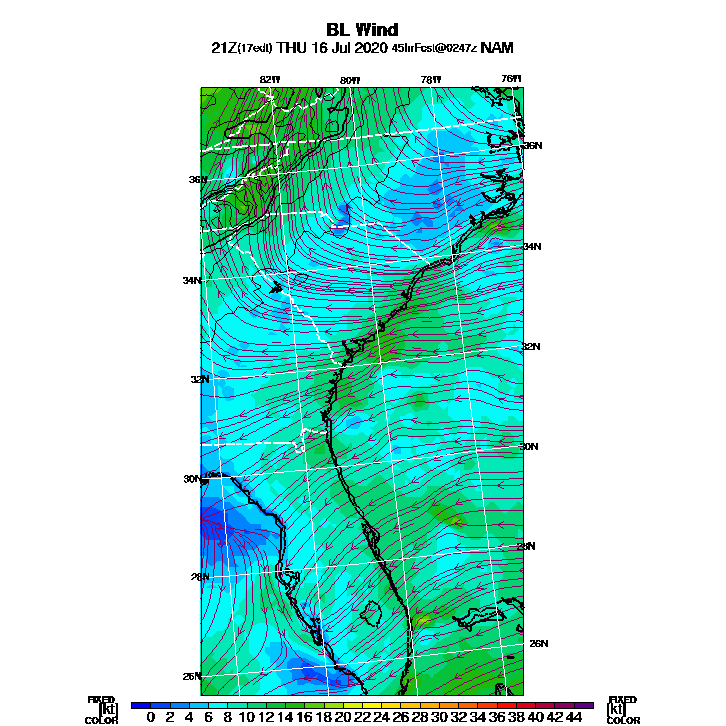 BL Wind
21Z(17edt) THU 16 Jul 2020 45hrFcst@0247z NAM
82W 80W 78W 76W
36N
36N
34N
34N
32N
32N
30N
30N
28N
28N
26N
26N
FIXED FIXED
[kt] 0 2 4 6 8 10 12 14 16 18 20 22 24 26 28 30 32 34 36 38 40 42 44 [kt]
COLOR COLOR